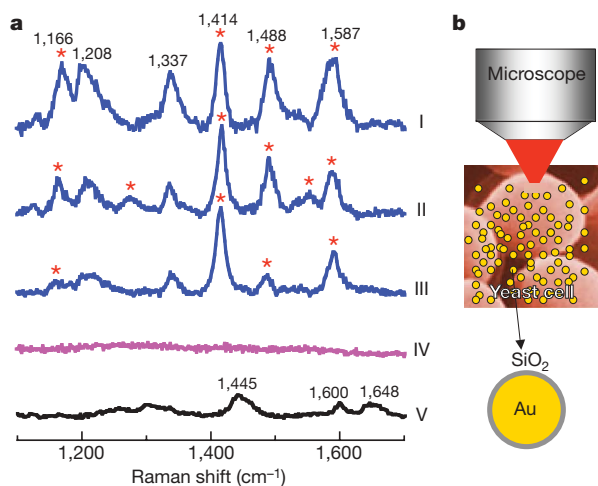 a
1,166
1,208
1,337
1,414
1,488
1,587
* * * *
I
* * * * * *
II
* * * *
III
IV
1,445
1,600
1,648
V
1,200
1,400
1,600
Raman shift (cm⁻¹)
b
Microscope
Yeast cell
SiO₂
Au